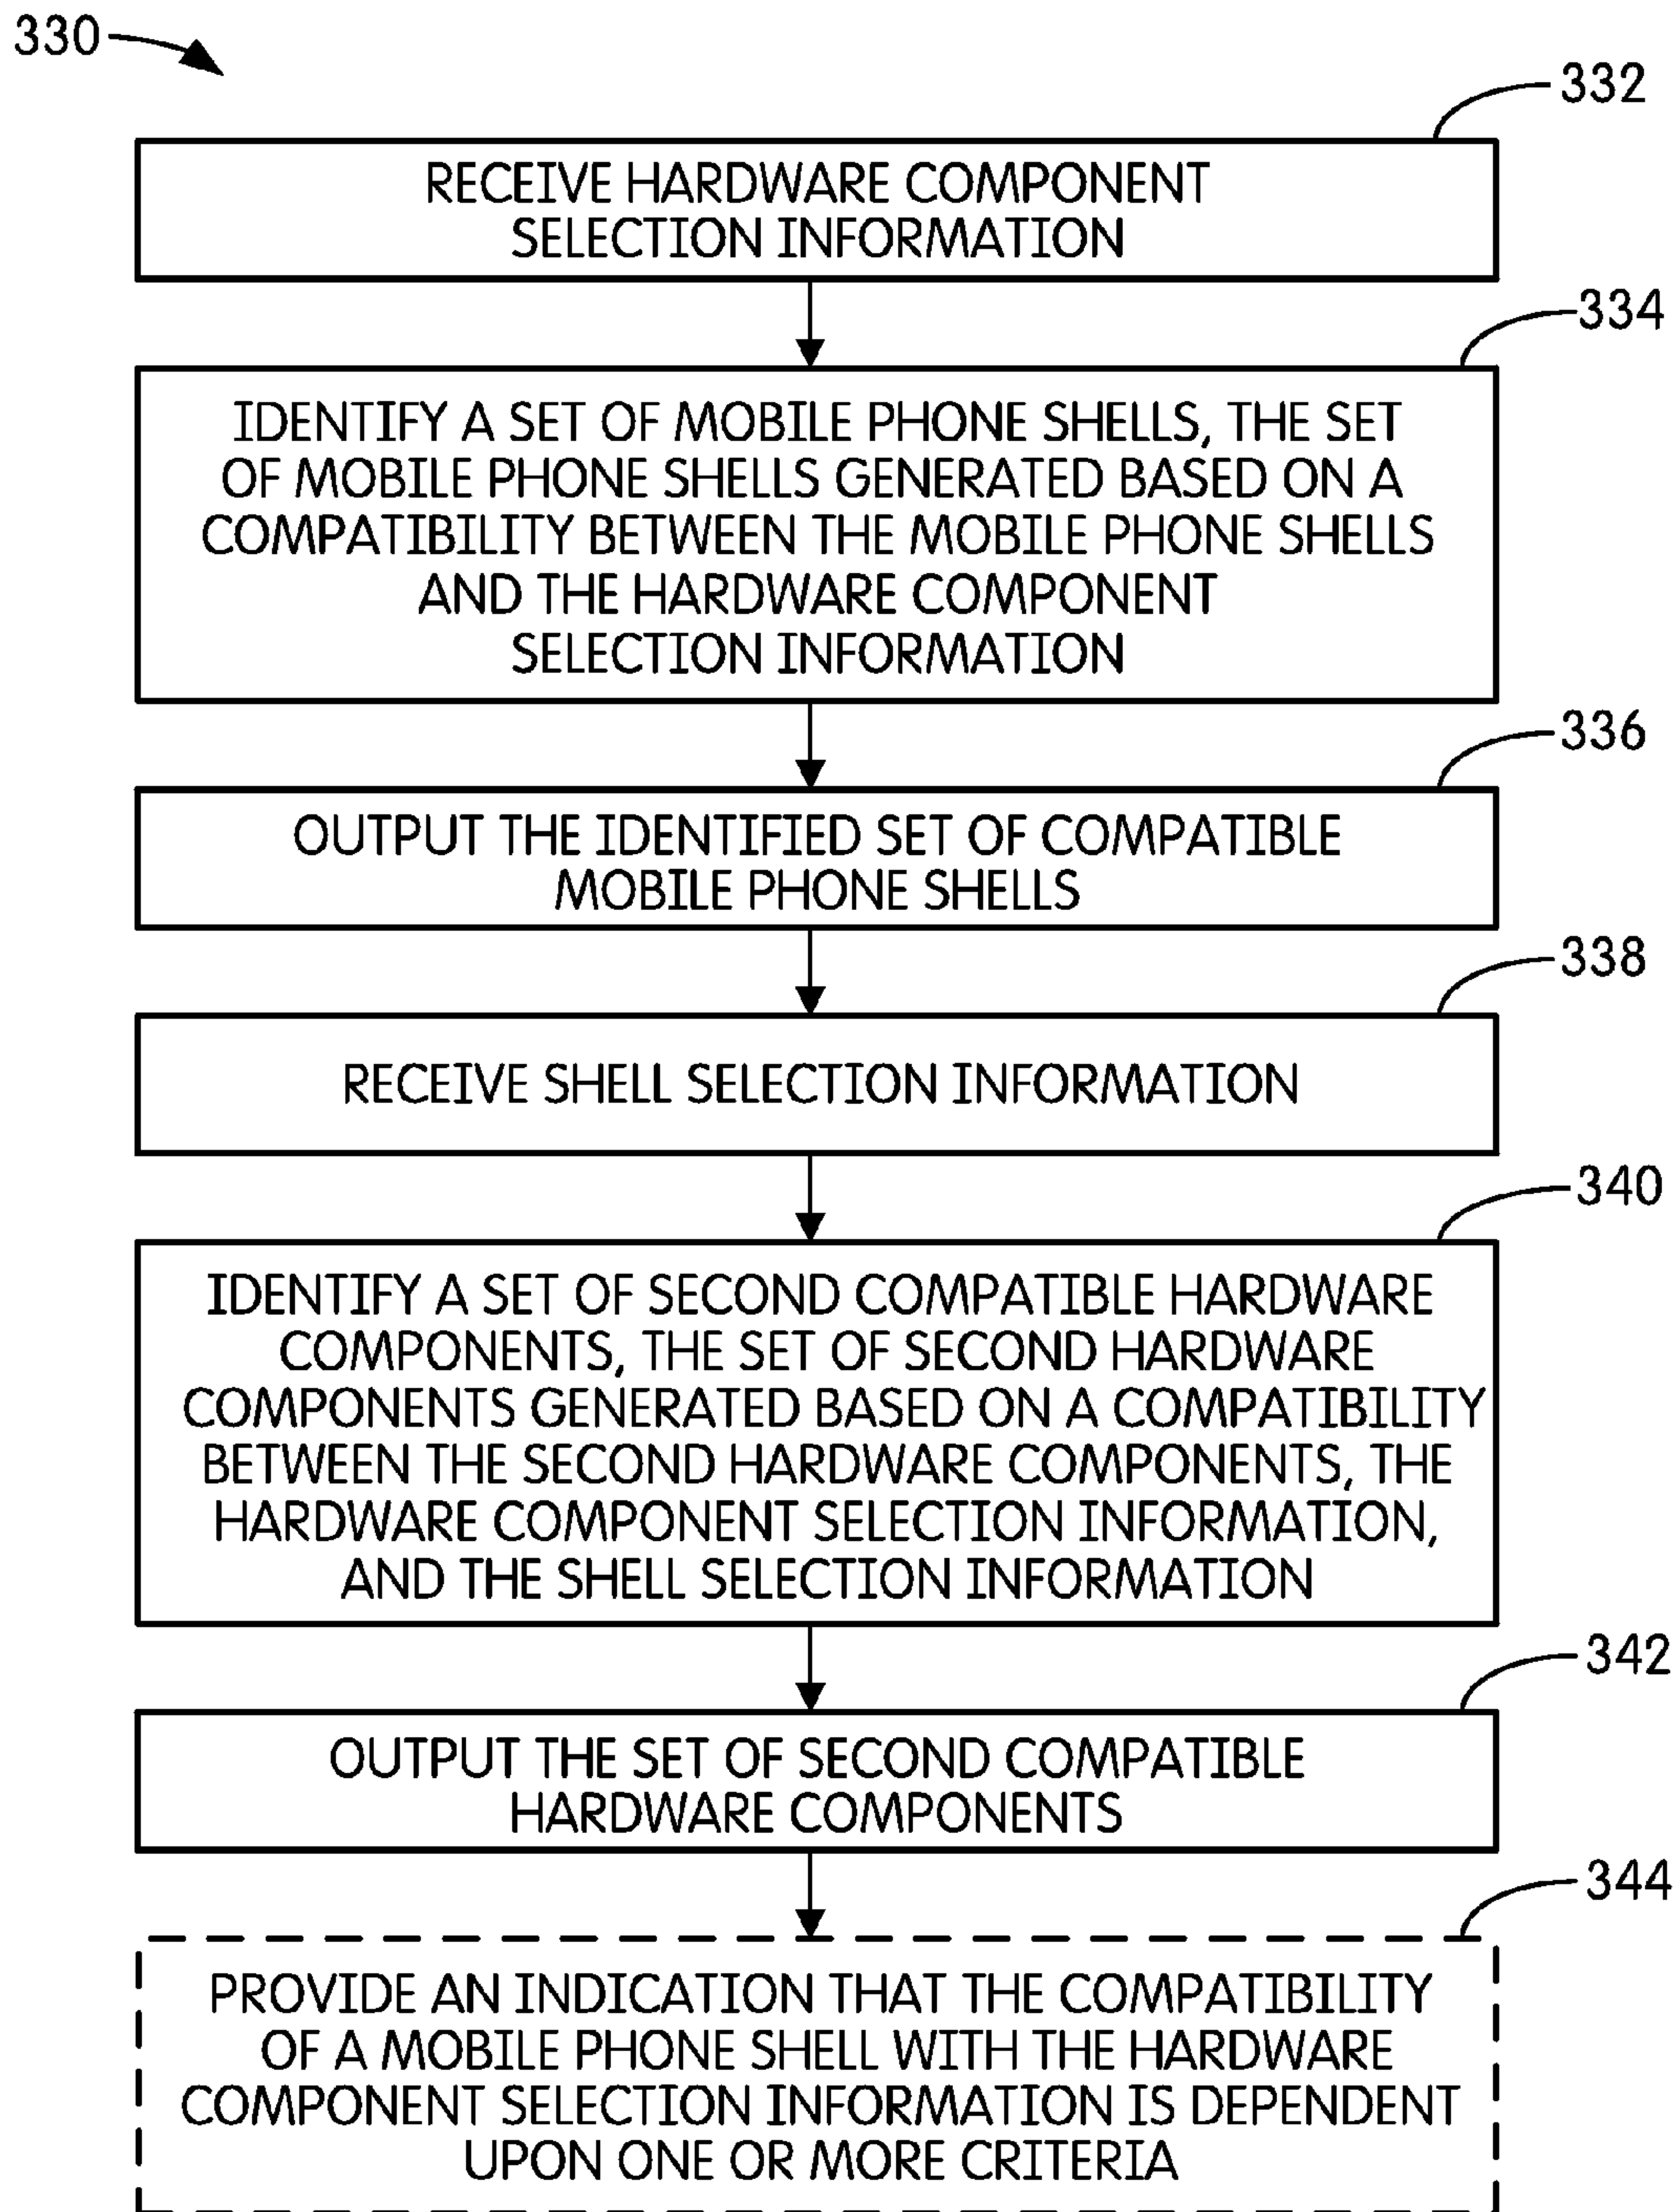 330
332
RECEIVE HARDWARE COMPONENT
SELECTION INFORMATION
334
IDENTIFY A SET OF MOBILE PHONE SHELLS, THE SET
OF MOBILE PHONE SHELLS GENERATED BASED ON A
COMPATIBILITY BETWEEN THE MOBILE PHONE SHELLS
AND THE HARDWARE COMPONENT
SELECTION INFORMATION
336
OUTPUT THE IDENTIFIED SET OF COMPATIBLE
MOBILE PHONE SHELLS
338
RECEIVE SHELL SELECTION INFORMATION
340
IDENTIFY A SET OF SECOND COMPATIBLE HARDWARE
COMPONENTS, THE SET OF SECOND HARDWARE
COMPONENTS GENERATED BASED ON A COMPATIBILITY
BETWEEN THE SECOND HARDWARE COMPONENTS, THE
HARDWARE COMPONENT SELECTION INFORMATION,
AND THE SHELL SELECTION INFORMATION
342
OUTPUT THE SET OF SECOND COMPATIBLE
HARDWARE COMPONENTS
344
PROVIDE AN INDICATION THAT THE COMPATIBILITY
OF A MOBILE PHONE SHELL WITH THE HARDWARE
COMPONENT SELECTION INFORMATION IS DEPENDENT
UPON ONE OR MORE CRITERIA